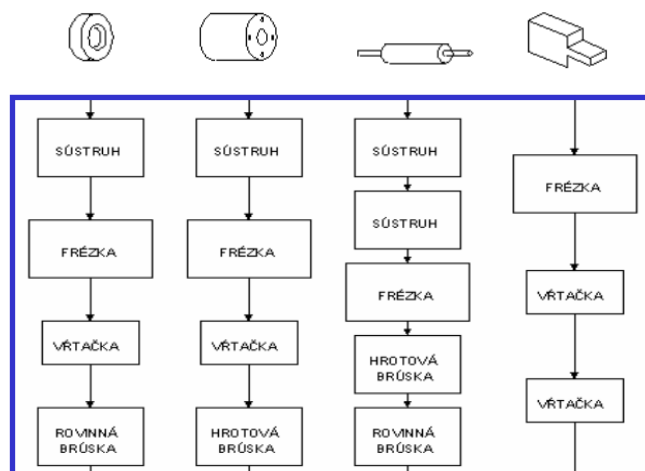 SÚSTRUH
FRÉZKA
VŔTAČKA
ROVINNÁ
BRÚSKA
SÚSTRUH
FRÉZKA
VŔTAČKA
HROTOVÁ
BRÚSKA
SÚSTRUH
SÚSTRUH
FRÉZKA
HROTOVÁ
BRÚSKA
ROVINNÁ
BRÚSKA
FRÉZKA
VŔTAČKA
VŔTAČKA